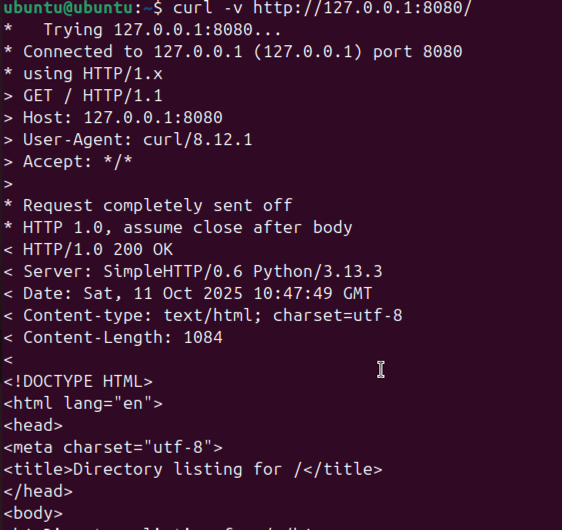 ubuntu@ubuntu:~$ curl -v http://127.0.0.1:8080/
*   Trying 127.0.0.1:8080...
* Connected to 127.0.0.1 (127.0.0.1) port 8080
* using HTTP/1.x
> GET / HTTP/1.1
> Host: 127.0.0.1:8080
> User-Agent: curl/8.12.1
> Accept: */*
>
* Request completely sent off
* HTTP 1.0, assume close after body
< HTTP/1.0 200 OK
< Server: SimpleHTTP/0.6 Python/3.13.3
< Date: Sat, 11 Oct 2025 10:47:49 GMT
< Content-type: text/html; charset=utf-8
< Content-Length: 1084
<
<!DOCTYPE HTML>
<html lang="en">
<head>
<meta charset="utf-8">
<title>Directory listing for /</title>
</head>
<body>